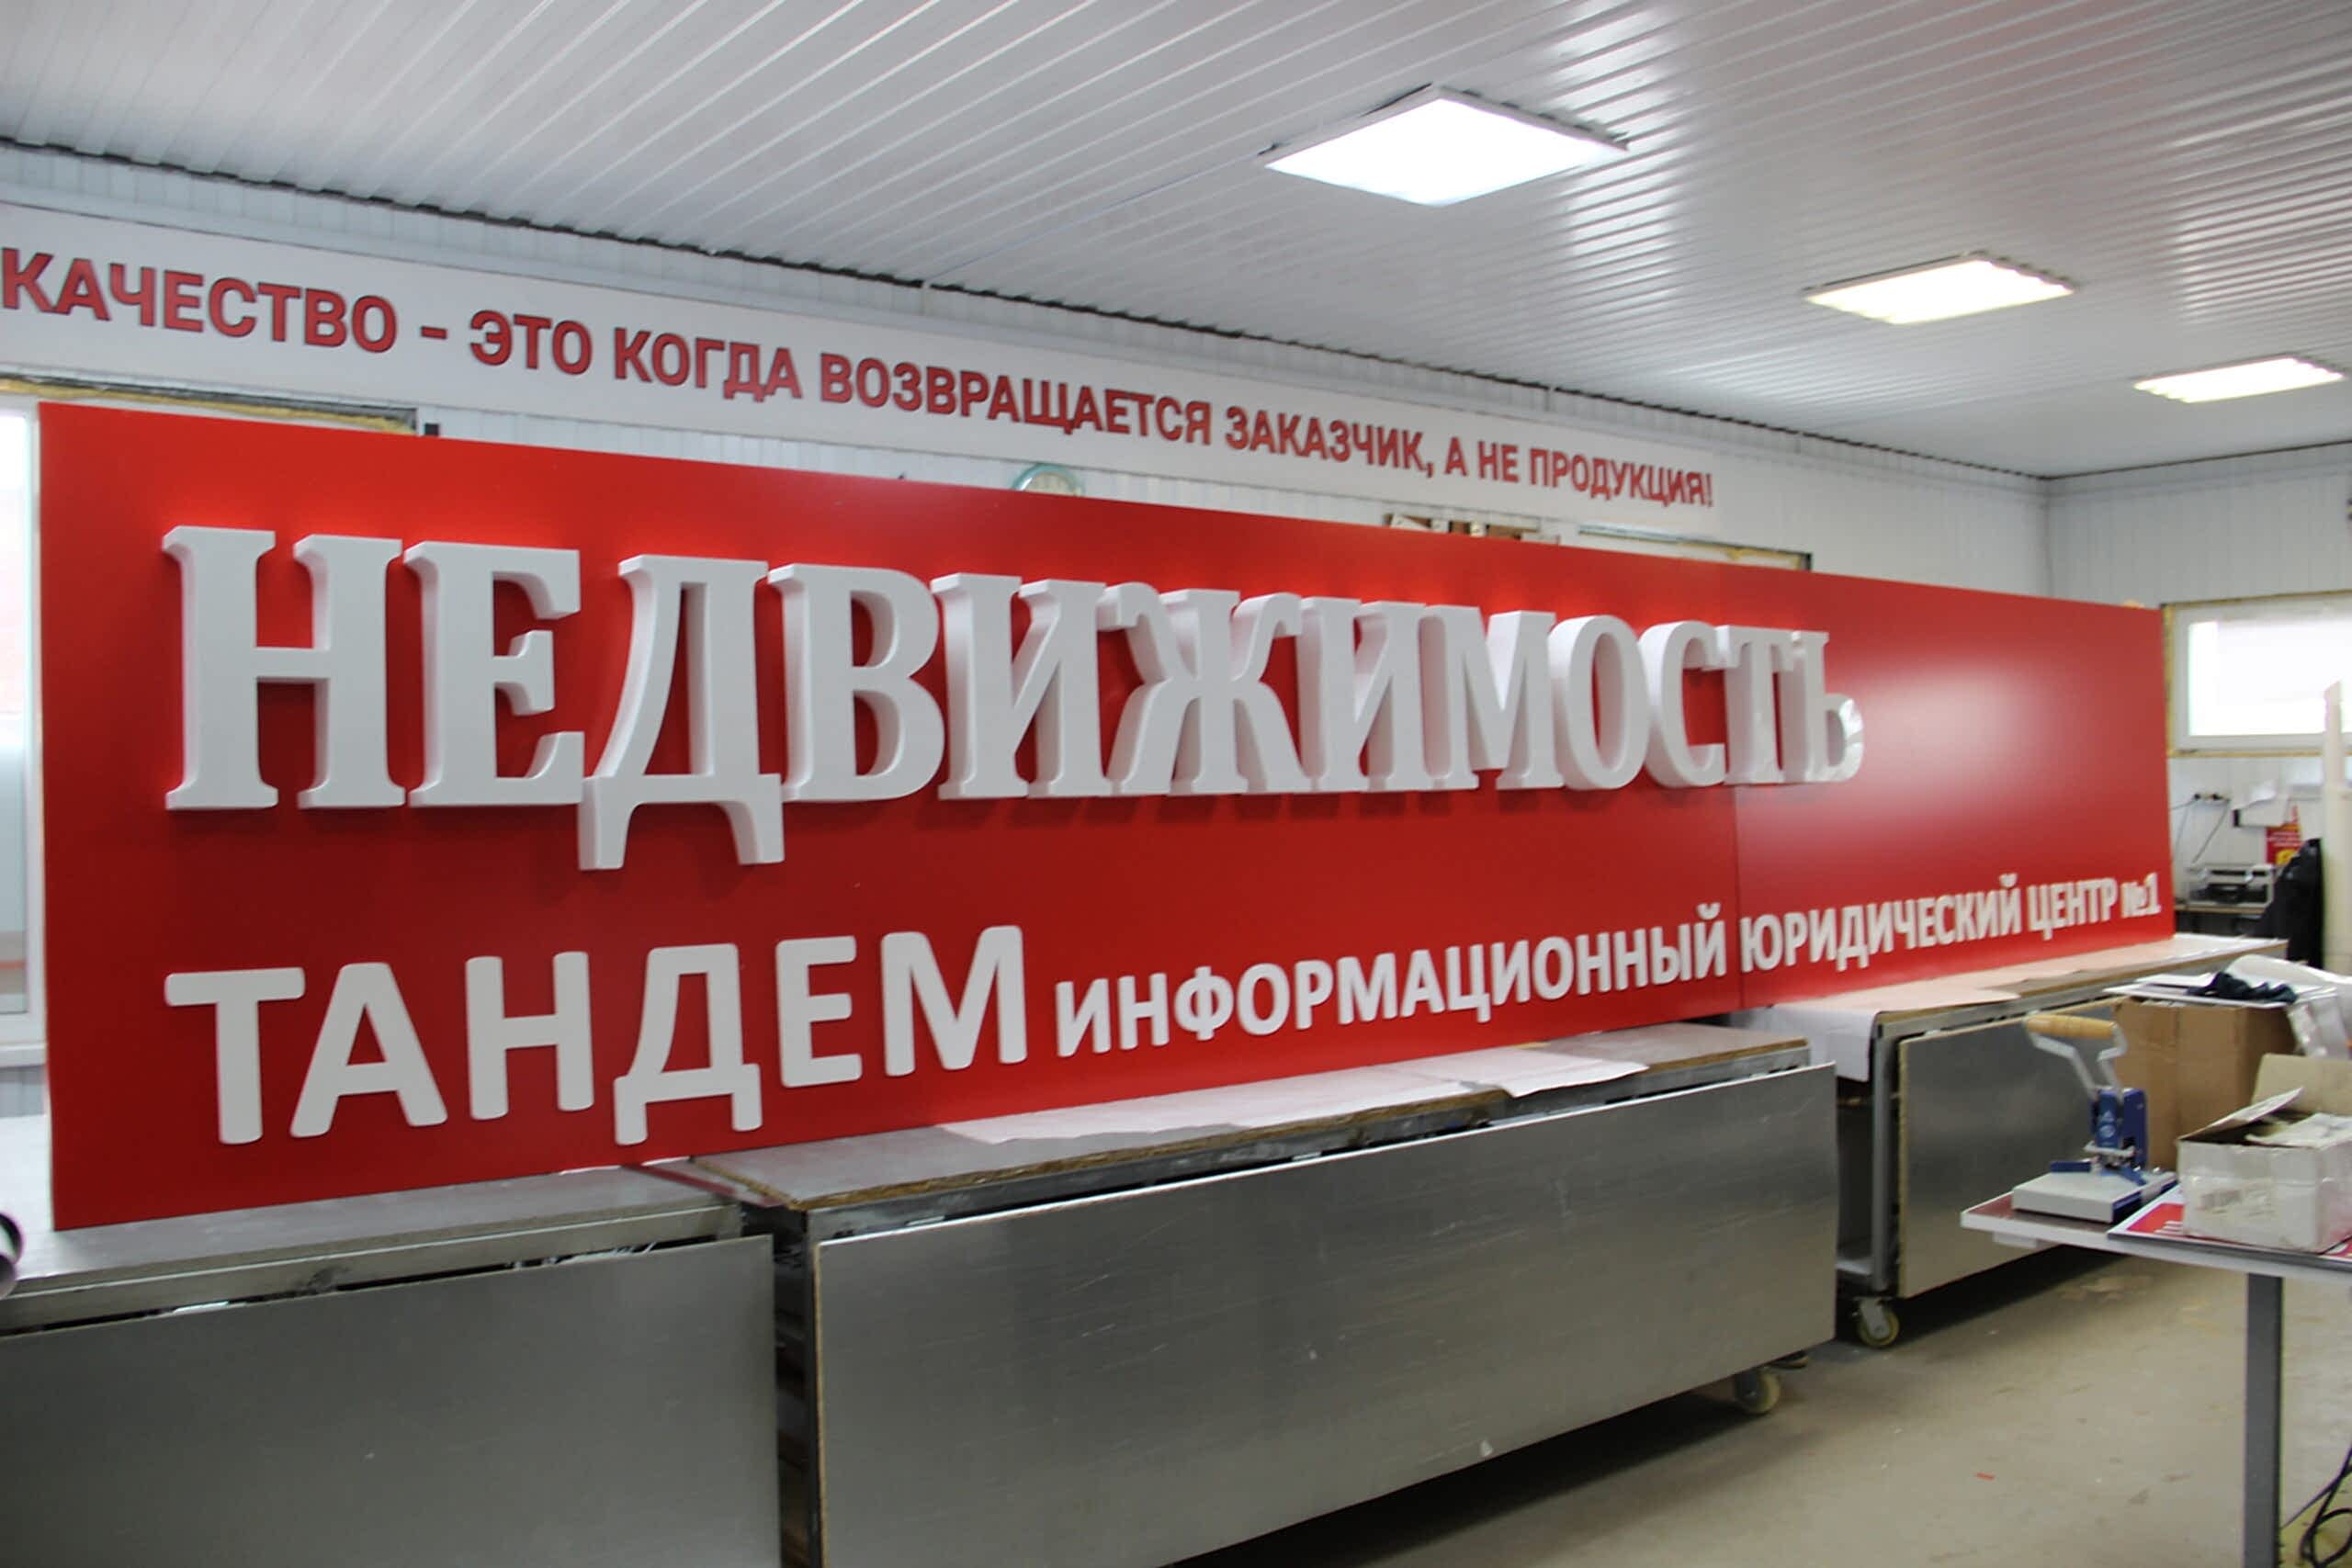 КАЧЕСТВО - ЭТО КОГДА ВОЗВРАЩАЕТСЯ ЗАКАЗЧИК, А НЕ ПРОДУКЦИЯ!
НЕДВИЖИМОСТЬ
ТАНДЕМ ИНФОРМАЦИОННЫЙ ЮРИДИЧЕСКИЙ ЦЕНТР №1